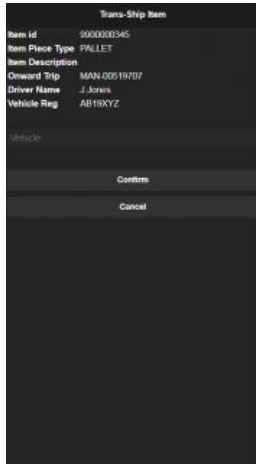 Trans-Ship Item
Item id 9900000345
Item Piece Type PALLET
Item Description
Onward Trip MAN-00519707
Driver Name J Jones
Vehicle Reg AB19XYZ
Vehicle
Confirm
Cancel